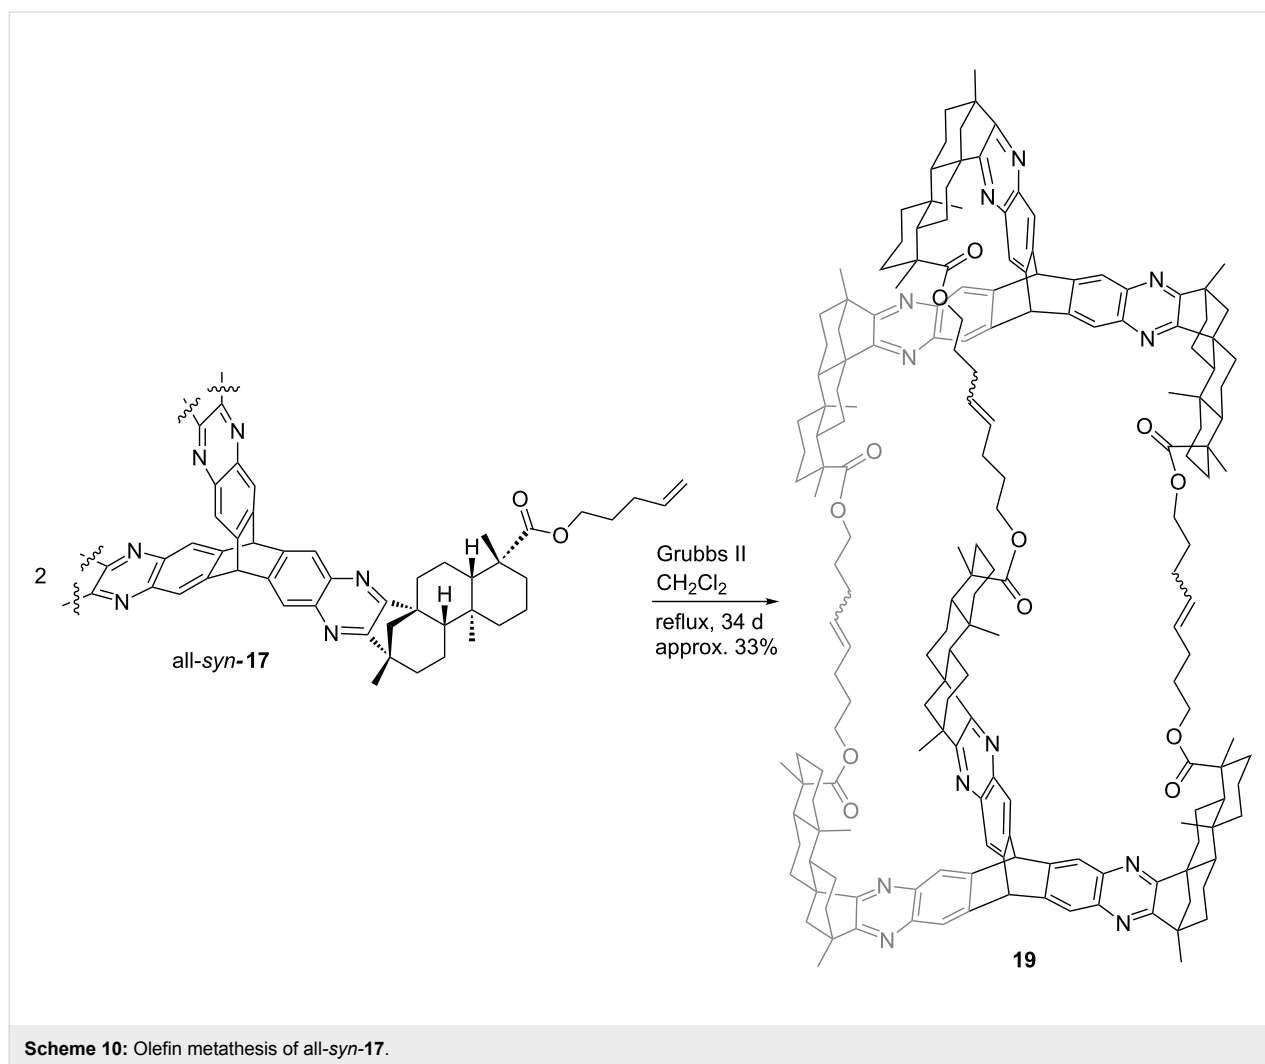 2
all-syn-17
Grubbs II
CH2Cl2
reflux, 34 d
approx. 33%
N
N
N
N
N
N
H
H
O
O
N
N
N
N
N
N
O
O
O
O
O
O
O
O
O
O
O
O
N
N
N
N
N
N
19
Scheme 10: Olefin metathesis of all-syn-17.